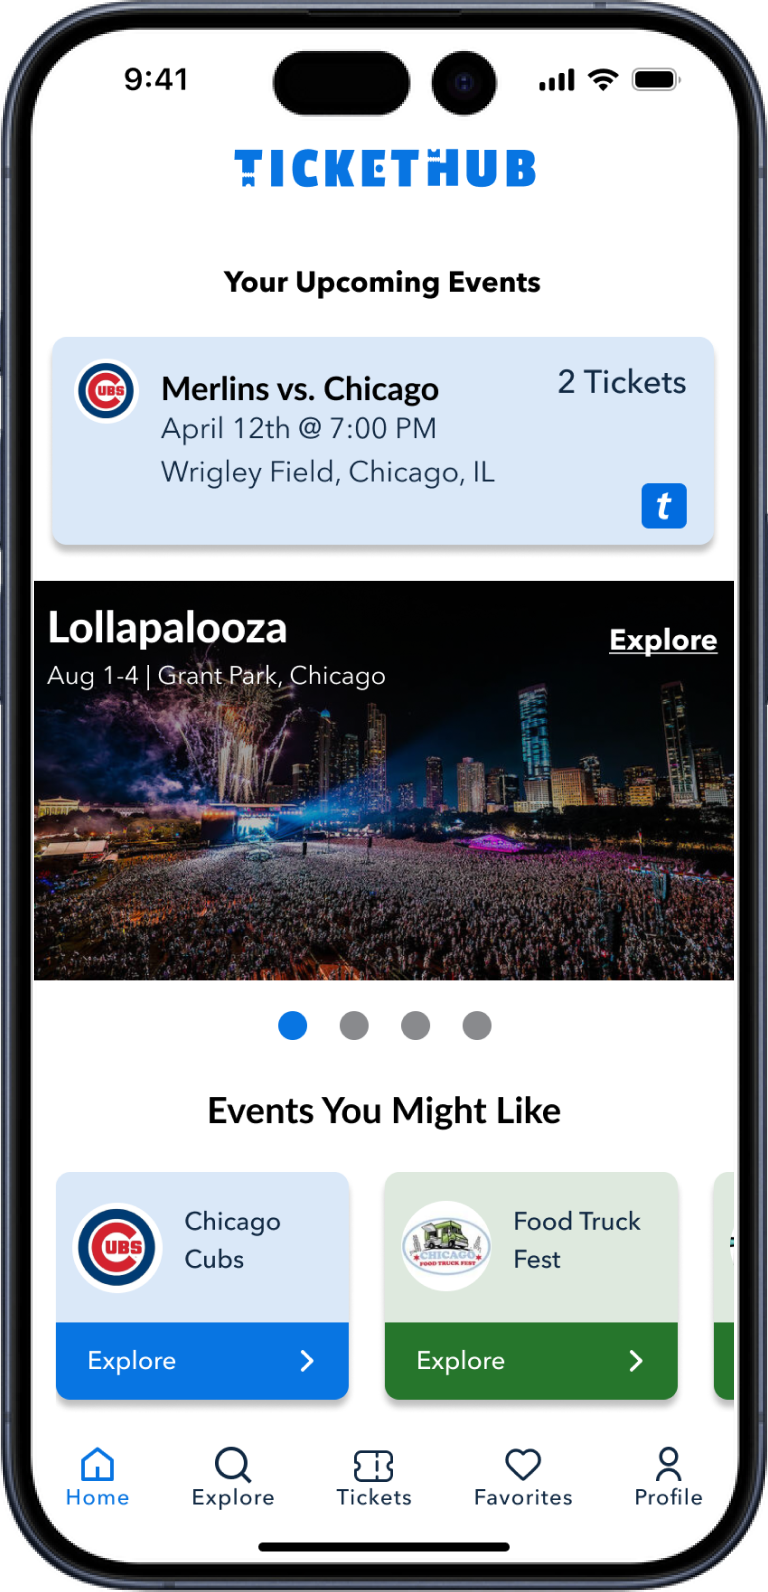 9:41
TICKETHUB
Your Upcoming Events
CUBS
Merlins vs. Chicago
2 Tickets
April 12th @ 7:00 PM
Wrigley Field, Chicago, IL
t
Lollapalooza
Explore
Aug 1-4 | Grant Park, Chicago
Events You Might Like
CUBS
Chicago
Cubs
CHICAGO
FOOD TRUCK FEST
Food Truck
Fest
Explore
Explore
Home
Explore
Tickets
Favorites
Profile